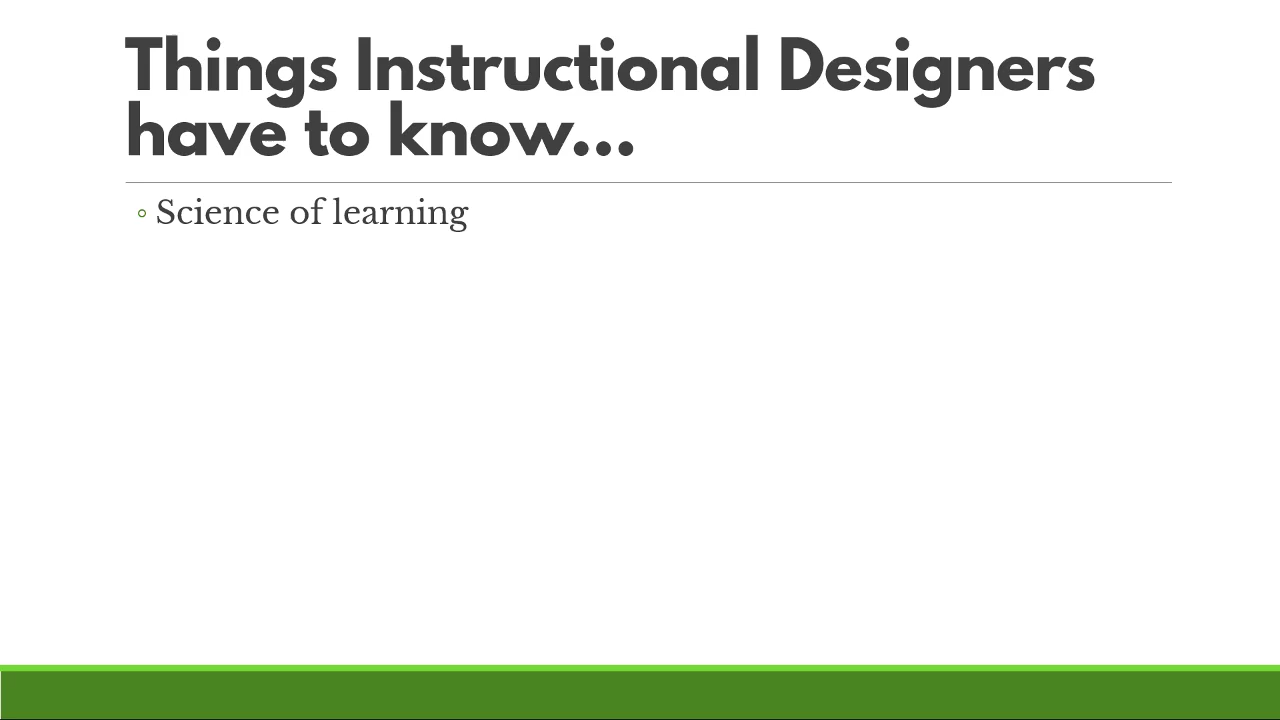 Things Instructional Designers
have to know...
◦ Science of learning